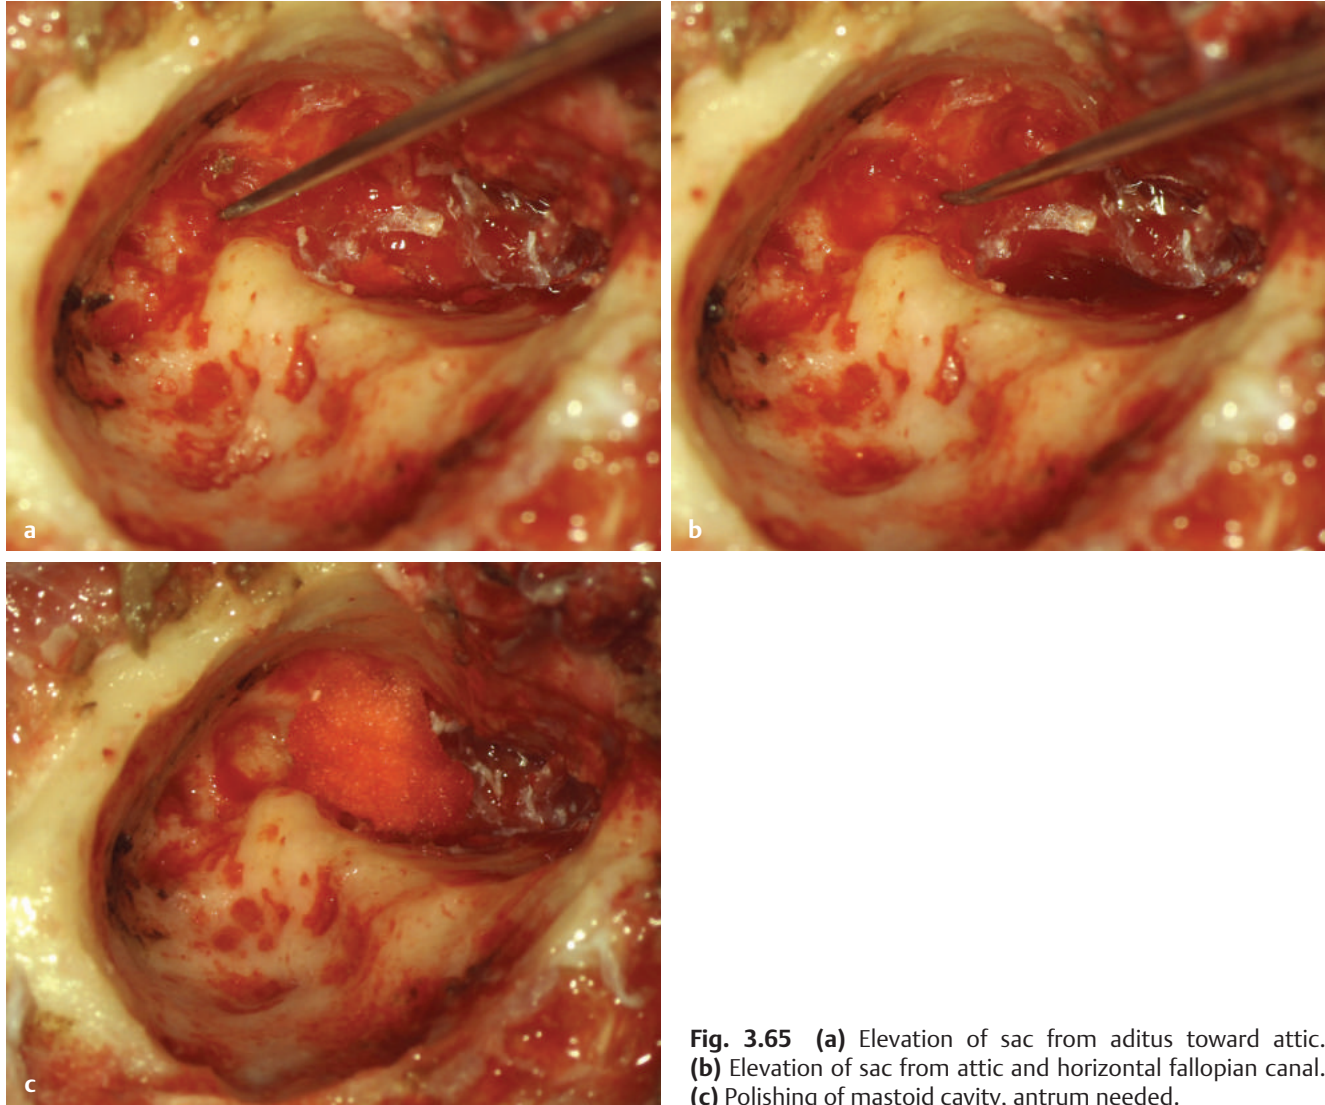 a
b
c
Fig. 3.65 (a) Elevation of sac from aditus toward attic.
(b) Elevation of sac from attic and horizontal fallopian canal.
(c) Polishing of mastoid cavity, antrum needed.